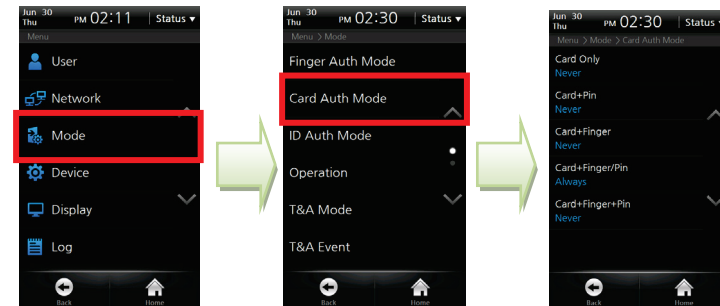 Jun 30
Thu
PM 02:11
Status
Menu
User
Network
Mode
Device
Display
Log
Back
Home
Jun 30
Thu
PM 02:30
Status
Menu > Mode
Finger Auth Mode
Card Auth Mode
ID Auth Mode
Operation
T&A Mode
T&A Event
Back
Home
Jun 30
Thu
PM 02:30
Status
Menu > Mode > Card Auth Mode
Card Only
Never
Card+Pin
Never
Card+Finger
Never
Card+Finger/Pin
Always
Card+Finger+Pin
Never
Back
Home